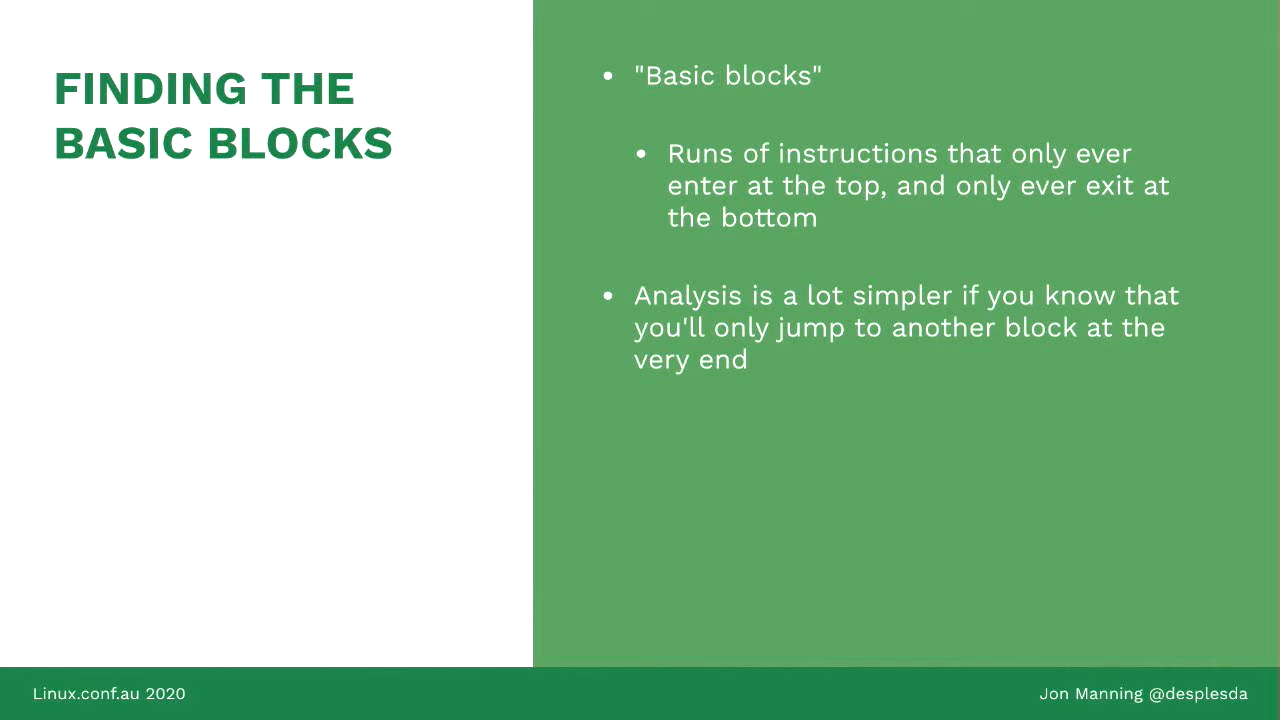 FINDING THE
BASIC BLOCKS
• "Basic blocks"
• Runs of instructions that only ever
enter at the top, and only ever exit at
the bottom
• Analysis is a lot simpler if you know that
you'll only jump to another block at the
very end
Linux.conf.au 2020
Jon Manning @desplesda